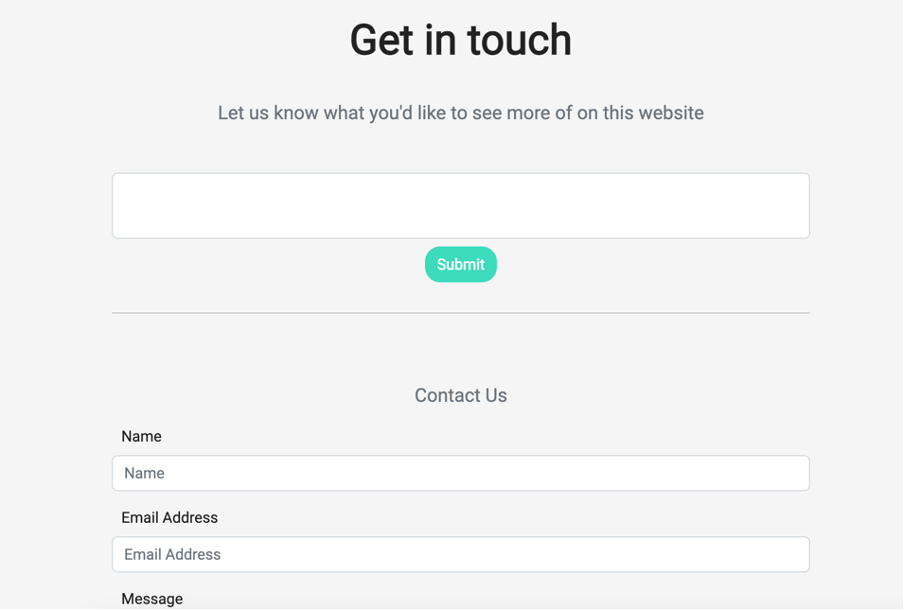 Get in touch
Let us know what you'd like to see more of on this website
Submit
Contact Us
Name
Name
Email Address
Email Address
Message